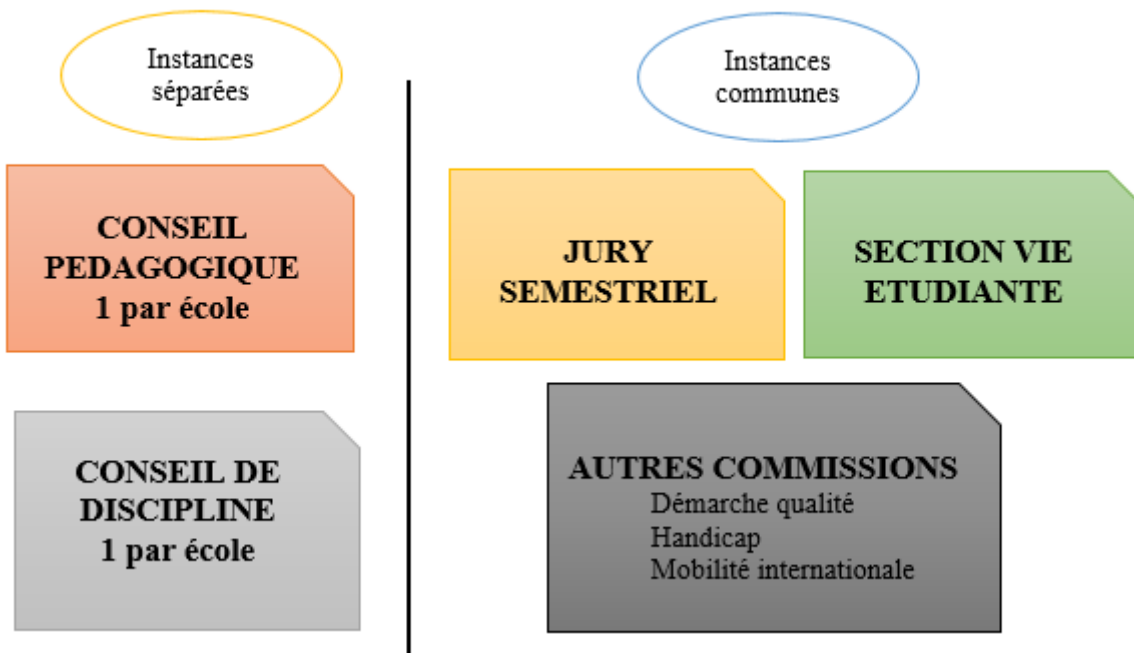 Instances
séparées
CONSEIL
PEDAGOGIQUE
1 par école
CONSEIL DE
DISCIPLINE
1 par école
Instances
communes
JURY
SEMESTRIEL
SECTION VIE
ETUDIANTE
AUTRES COMMISSIONS
Démarche qualité
Handicap
Mobilité internationale